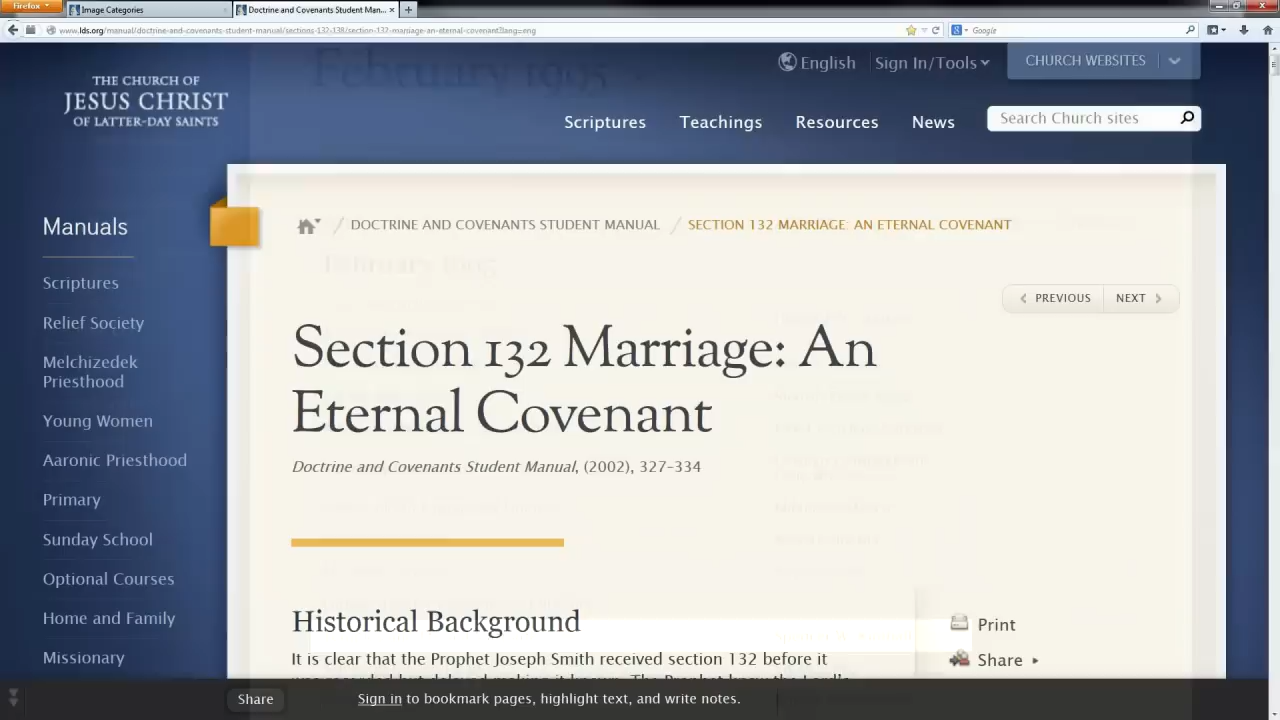 Firefox
Image Categories
Doctrine and Covenants Student Man...
www.lds.org/manual/doctrine-and-covenants-student-manual/sections-132-138/section-132-marriage-an-eternal-covenant?lang=eng
Google
February 1995
THE CHURCH OF
JESUS CHRIST
OF LATTER-DAY SAINTS
English
Sign In/Tools
CHURCH WEBSITES
Scriptures
Teachings
Resources
News
Search Church sites
Manuals
Scriptures
Relief Society
Melchizedek
Priesthood
Young Women
Aaronic Priesthood
Primary
Sunday School
Optional Courses
Home and Family
Missionary
DOCTRINE AND COVENANTS STUDENT MANUAL
SECTION 132 MARRIAGE: AN ETERNAL COVENANT
February 1995
PREVIOUS
NEXT
Section 132 Marriage: An
Eternal Covenant
Doctrine and Covenants Student Manual, (2002), 327–334
Historical Background
It is clear that the Prophet Joseph Smith received section 132 before it
Print
Share
Share
Sign in to bookmark pages, highlight text, and write notes.